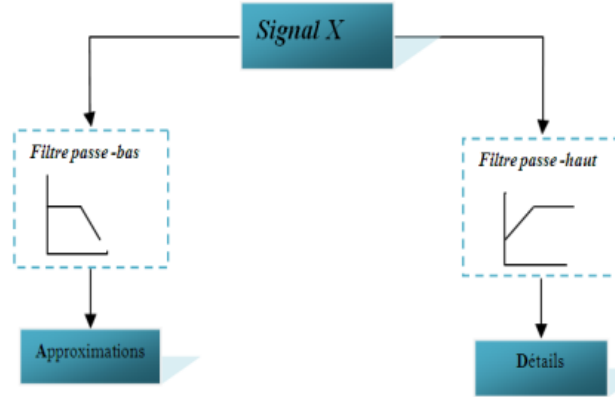 Signal X
Filtre passe -bas
Filtre passe -haut
Approximations
Détails